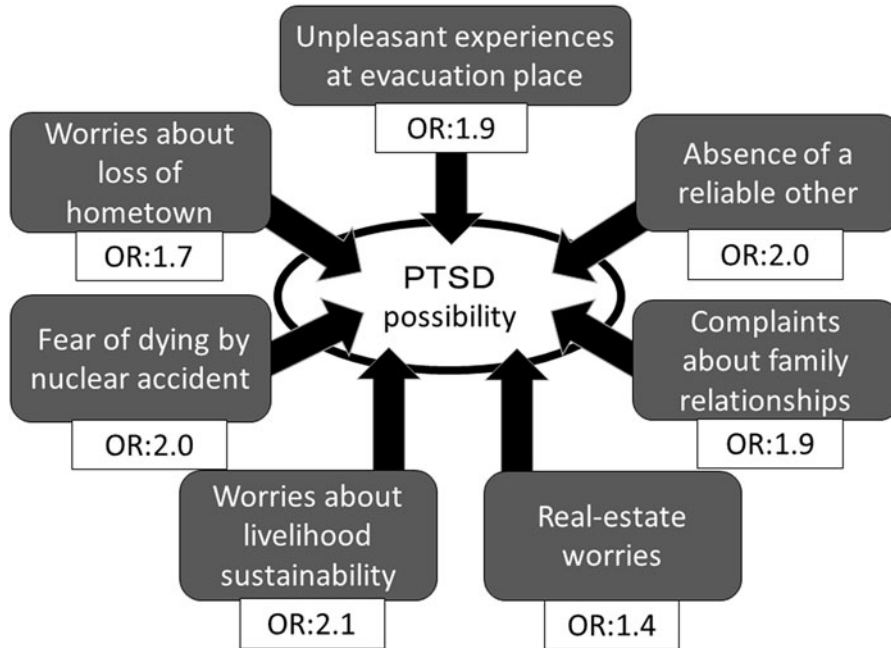 Unpleasant experiences
at evacuation place
OR:1.9
Worries about
loss of
hometown
OR:1.7
Absence of a
reliable other
OR:2.0
PTSD
possibility
Fear of dying by
nuclear accident
OR:2.0
Complaints
about family
relationships
OR:1.9
Worries about
livelihood
sustainability
OR:2.1
Real-estate
worries
OR:1.4